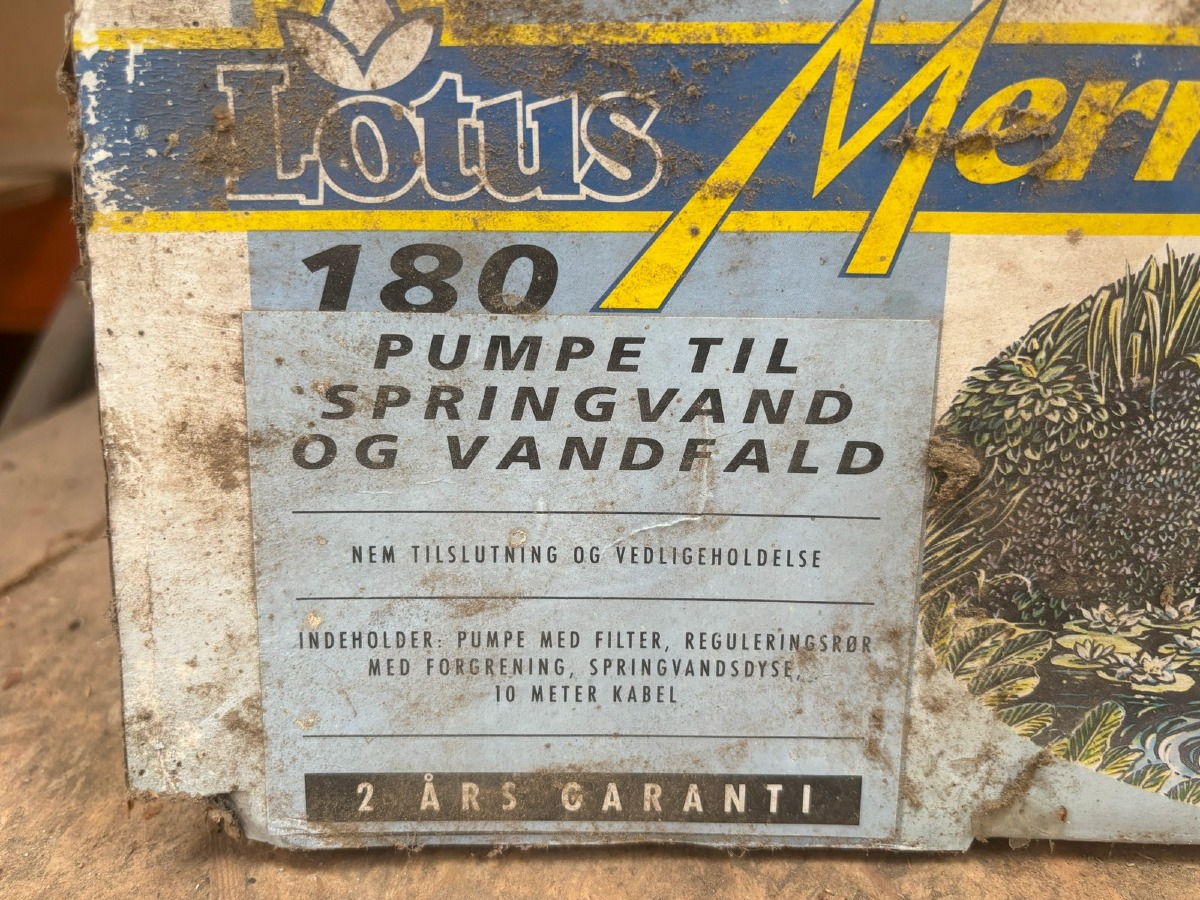 Lotus
180
PUMPE TIL
SPRINGVAND
OG VANDFALD
NEM TILSLUTNING OG VEDLIGEHOLDELSE
INDEHOLDER: PUMPE MED FILTER, REGULERINGSRØR
MED FORGRENING, SPRINGVANDSDYSE,
10 METER KABEL
2 ÅRS GARANTI